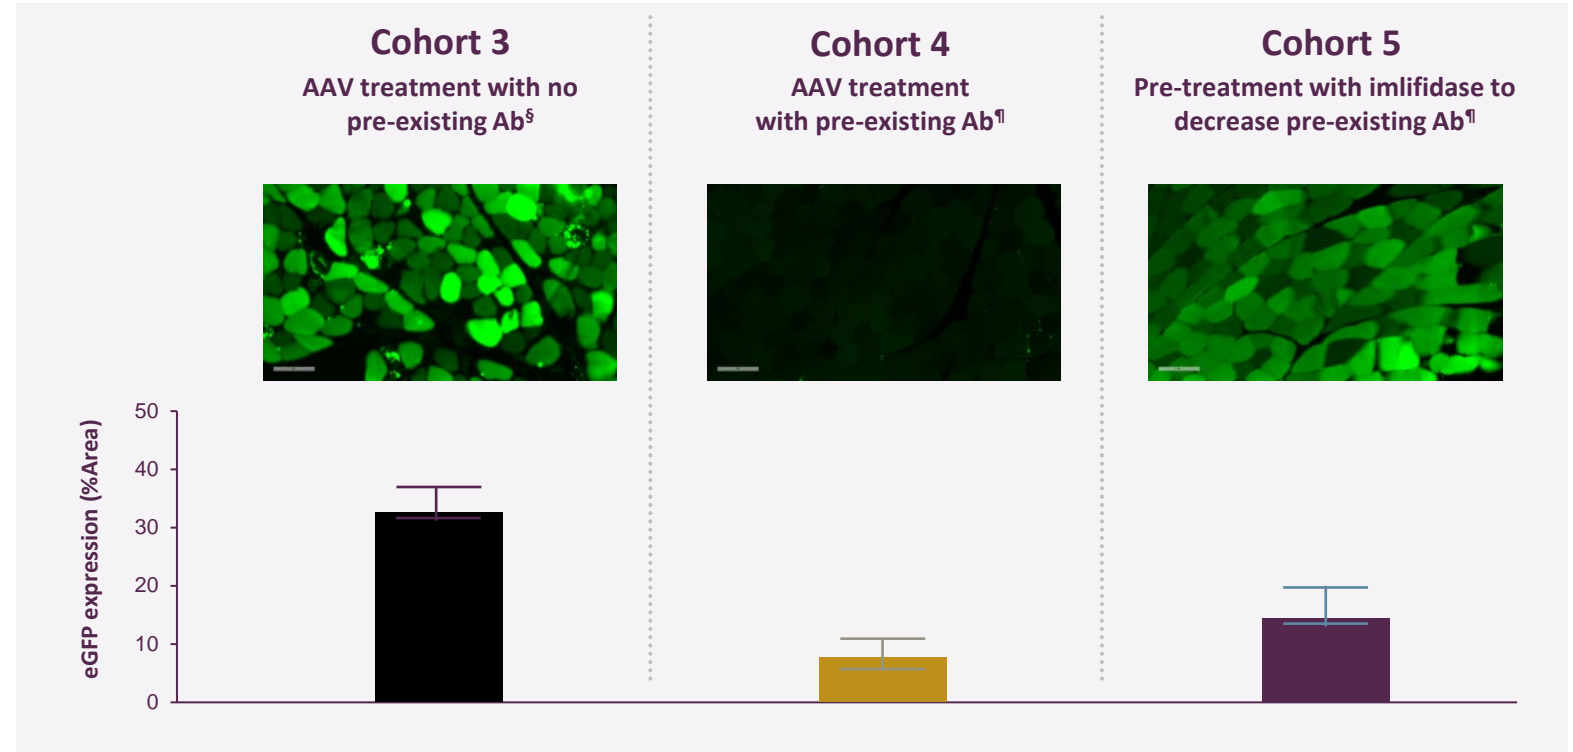 Cohort 3
AAV treatment with no
pre-existing Ab§
Cohort 4
AAV treatment
with pre-existing Ab¶
Cohort 5
Pre-treatment with imlifidase to
decrease pre-existing Ab¶
eGFP expression (%Area)
50
40
30
20
10
0